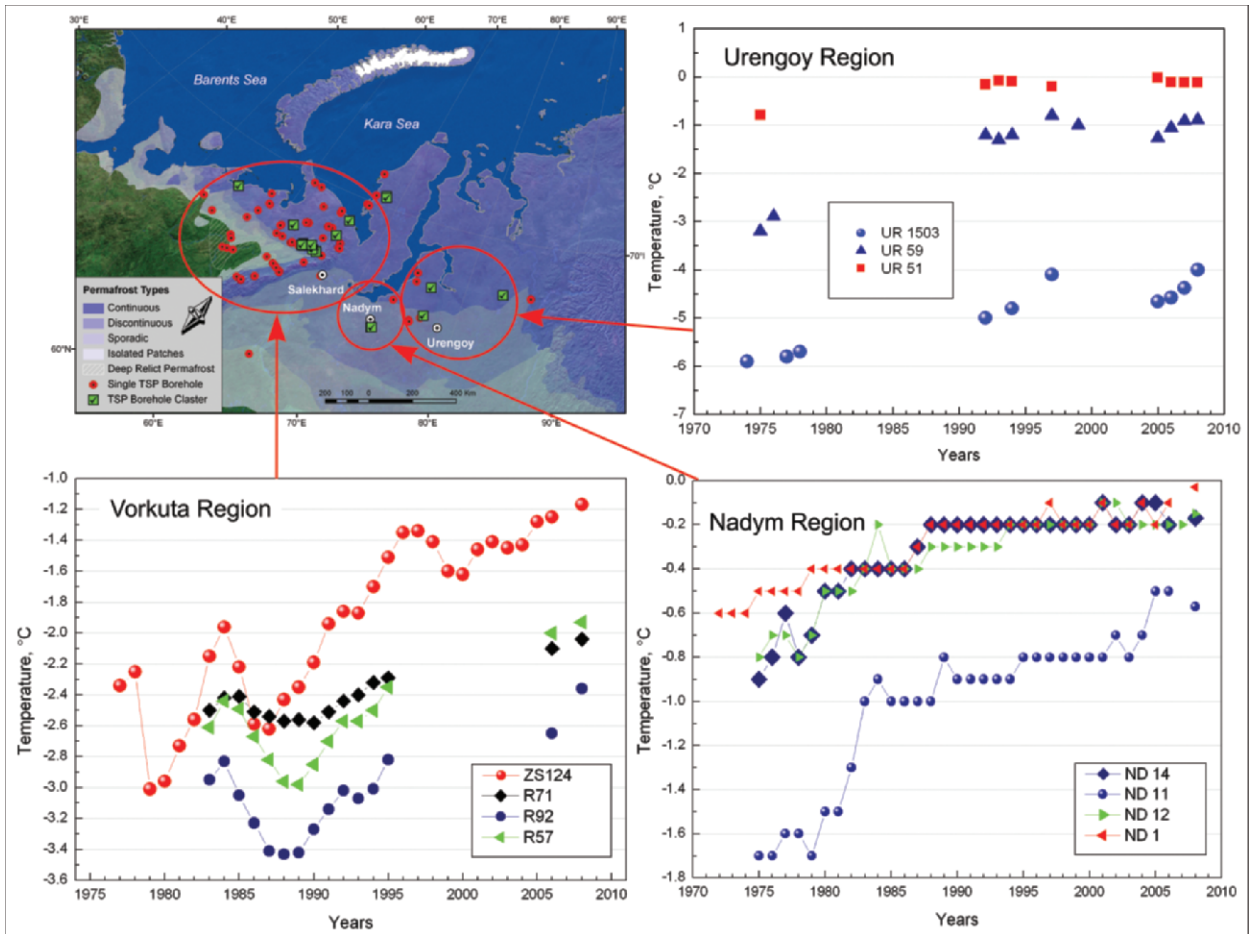 30°E 40°E 50°E 60°E 70°E 75°E
Barents Sea
Kara Sea
70°N
Salekhard
Nadym
Urengoy
Permafrost Types
Continuous
Discontinuous
Sporadic
Isolated Patches
Deep Relict Permafrost
Single TSP Borehole
TSP Borehole Cluster
60°N
200 100 0 200 400 Km
60°E 70°E 80°E 90°E
Urengoy Region
1
0
-1
-2
-3
-4
-5
-6
-7
Temperature, °C
UR 1503
UR 59
UR 51
1970 1975 1980 1985 1990 1995 2000 2005 2010
Years
Vorkuta Region
-1.0
-1.2
-1.4
-1.6
-1.8
-2.0
-2.2
-2.4
-2.6
-2.8
-3.0
-3.2
-3.4
-3.6
Temperature, °C
ZS124
R71
R92
R57
1975 1980 1985 1990 1995 2000 2005 2010
Years
Nadym Region
0.0
-0.2
-0.4
-0.6
-0.8
-1.0
-1.2
-1.4
-1.6
-1.8
Temperature, °C
ND 14
ND 11
ND 12
ND 1
1970 1975 1980 1985 1990 1995 2000 2005 2010
Years